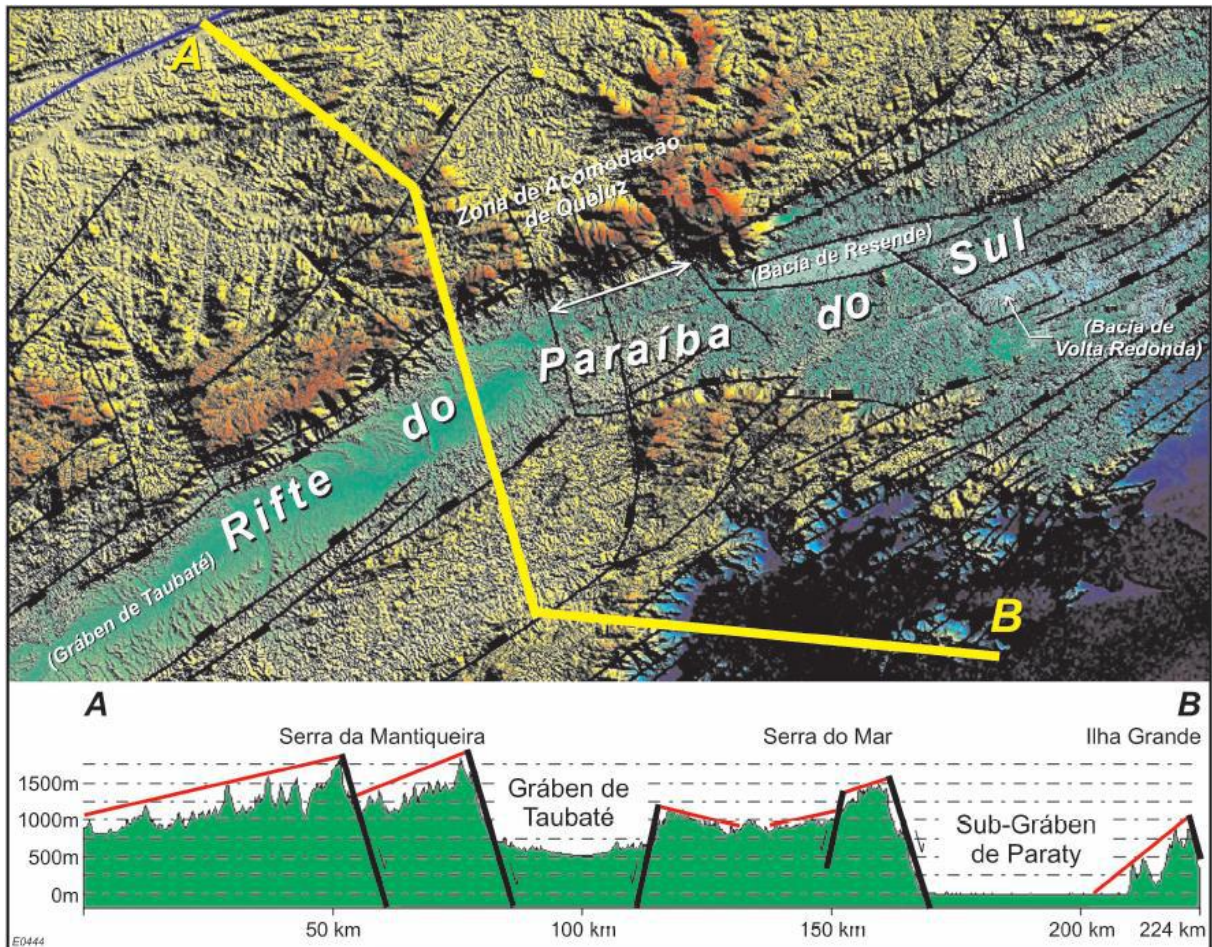 A
Zona de Acomodação
de Queluz
(Bacia de Resende)
Rifte do Paraíba do Sul
(Bacia de
Volta Redonda)
(Gráben de Taubaté)
B
A
B
Serra da Mantiqueira
Serra do Mar
Ilha Grande
1500m
1000m
500m
0m
Gráben de
Taubaté
Sub-Gráben
de Paraty
50 km
100 km
150 km
200 km
224 km
E0444